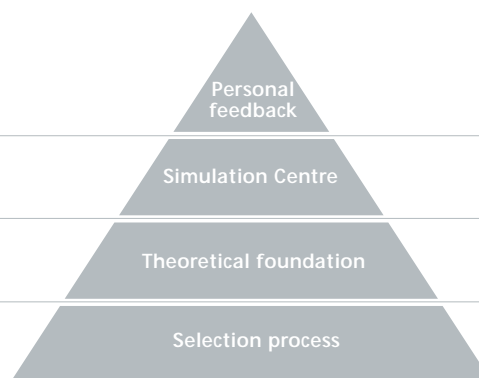 Personal
feedback
Simulation Centre
Theoretical foundation
Selection process